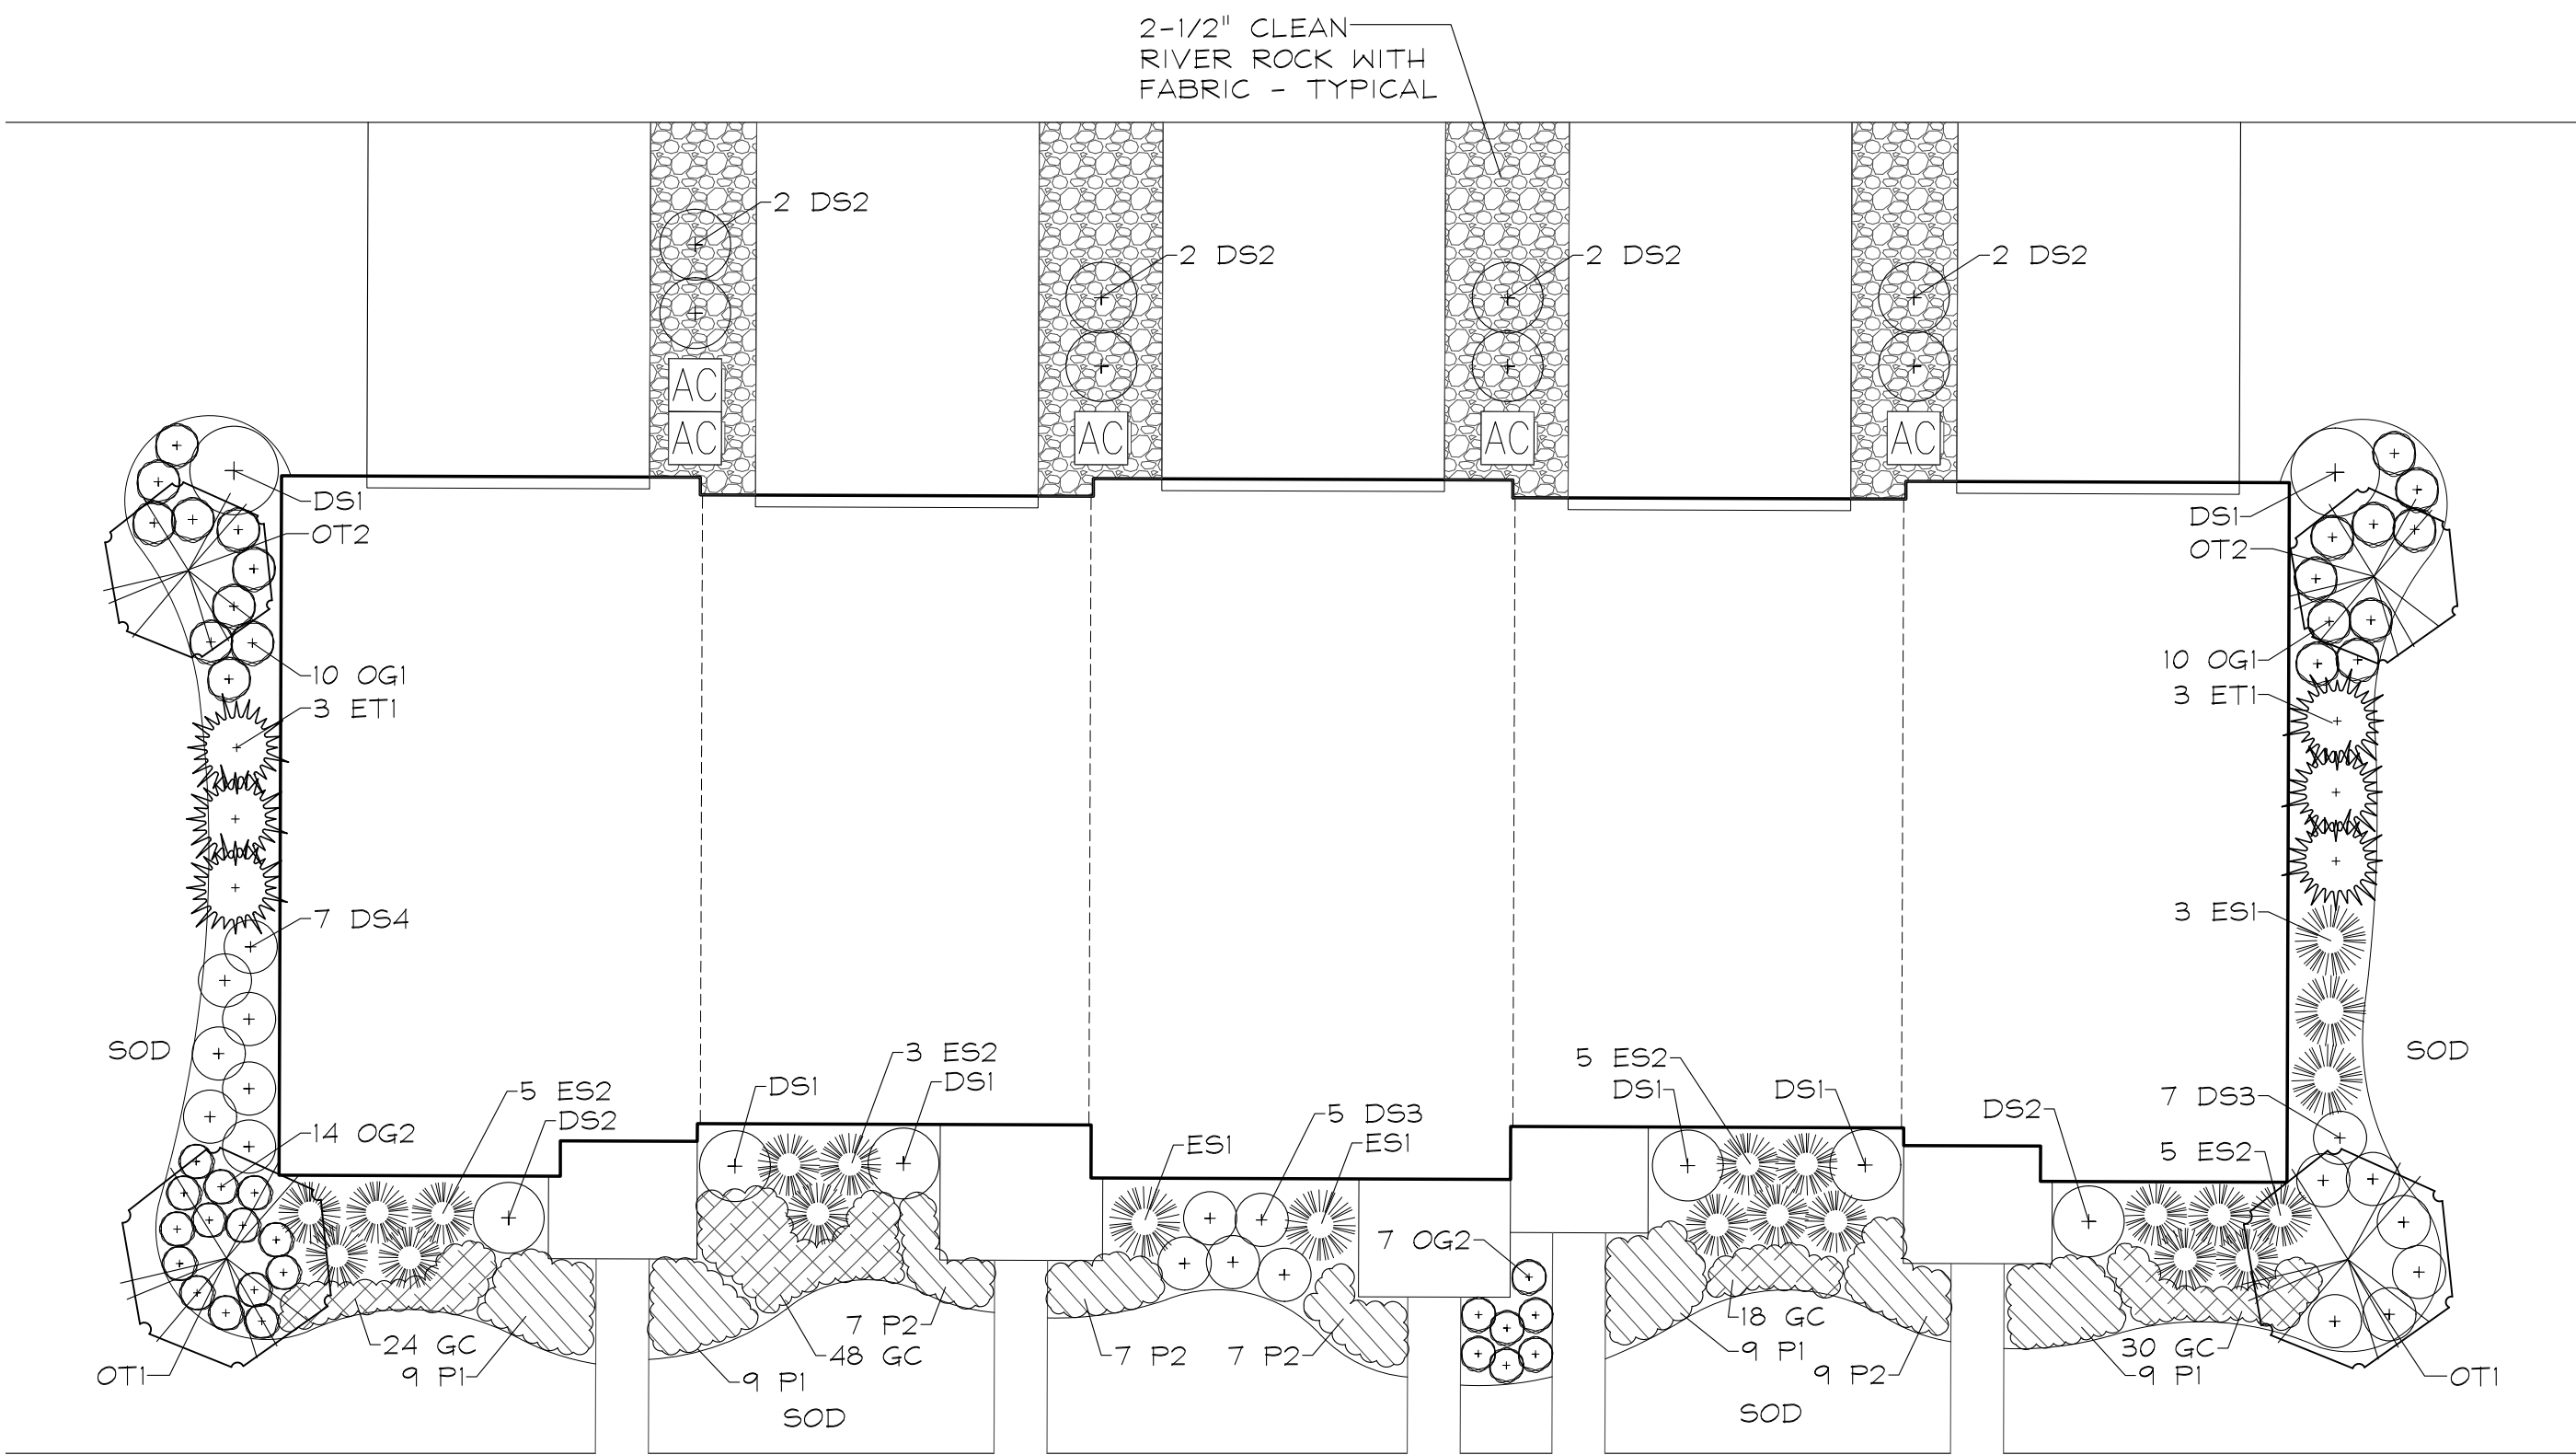 2-1/2" CLEAN
RIVER ROCK WITH
FABRIC - TYPICAL
2 DS2
2 DS2
2 DS2
2 DS2
AC
AC
AC
AC
AC
DS1
OT2
DS1
OT2
10 OG1
3 ET1
10 OG1
3 ET1
7 DS4
3 ES1
SOD
SOD
3 ES2
DS1
DS1
5 ES2
DS1
DS1
5 ES2
DS2
14 OG2
5 DS3
ES1
ES1
DS2
7 DS3
5 ES2
7 OG2
24 GC
9 P1
OT1
7 P2
48 GC
9 P1
SOD
7 P2
7 P2
18 GC
9 P1
9 P2
SOD
30 GC
9 P1
OT1